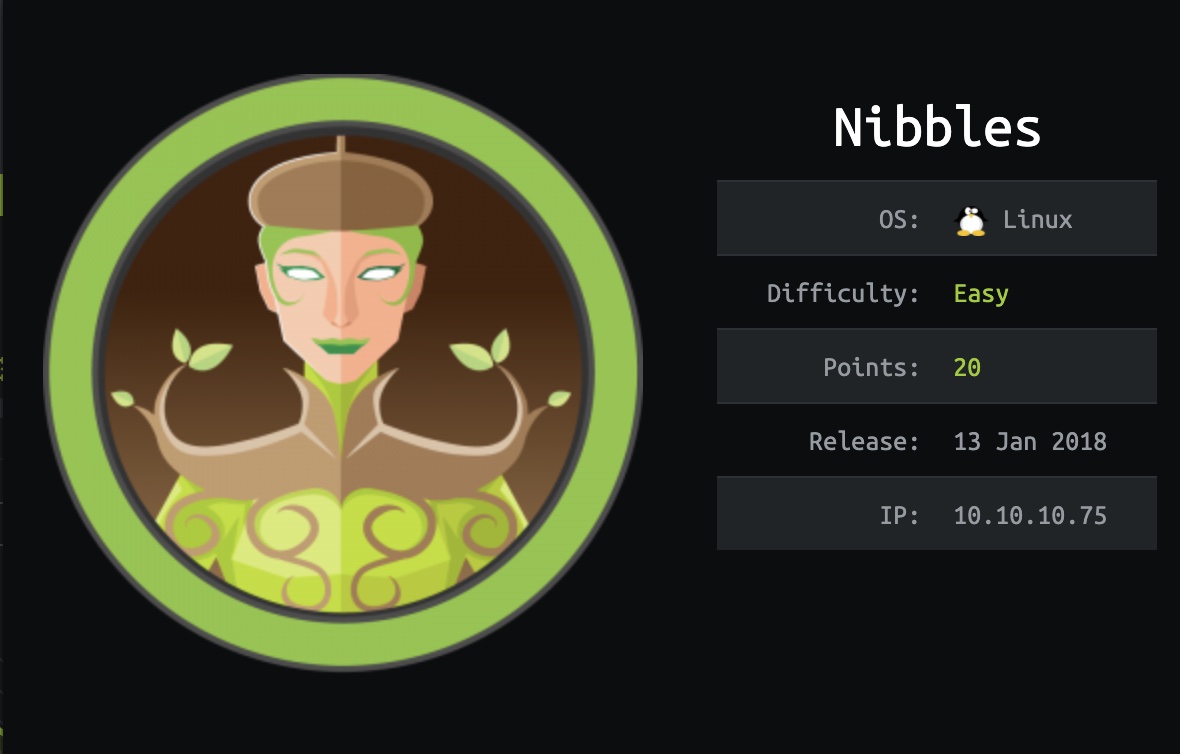 Nibbles
OS: Linux
Difficulty: Easy
Points: 20
Release: 13 Jan 2018
IP: 10.10.10.75